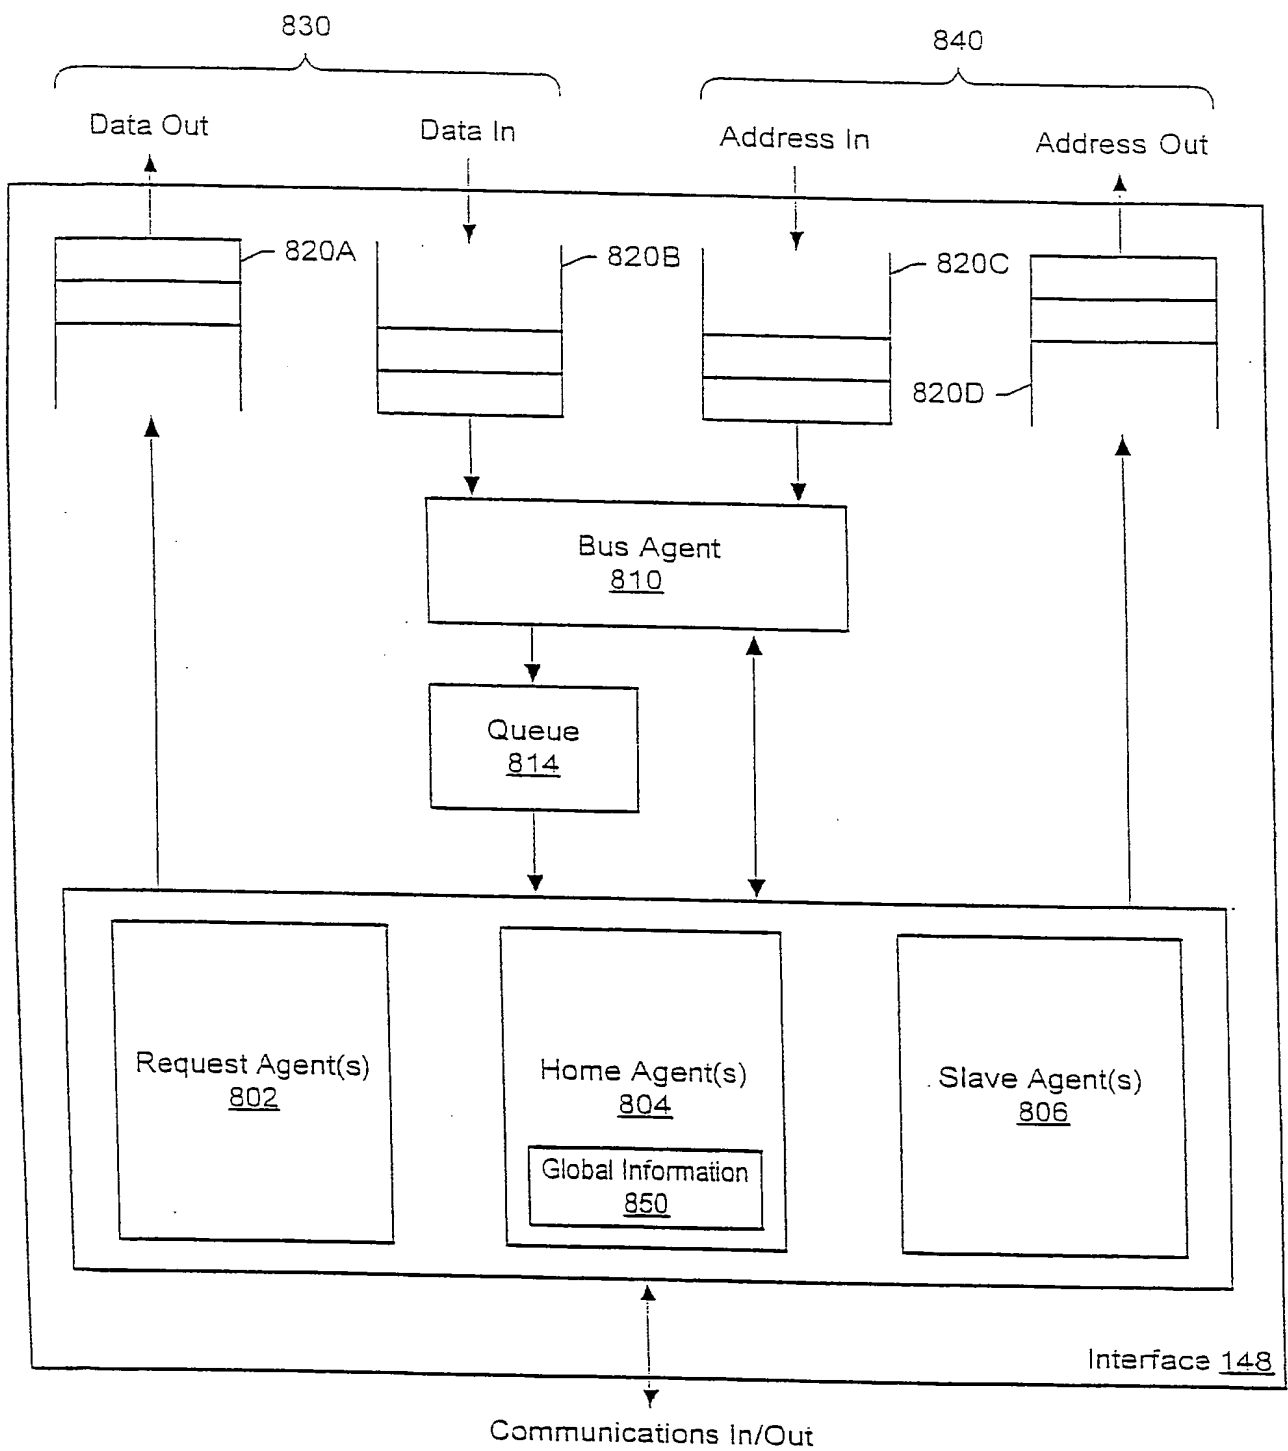 830
840
Data Out
Data In
Address In
Address Out
820A
820B
820C
820D
Bus Agent
810
Queue
814
Request Agent(s)
802
Home Agent(s)
804
Slave Agent(s)
806
Global Information
850
Interface 148
Communications In/Out